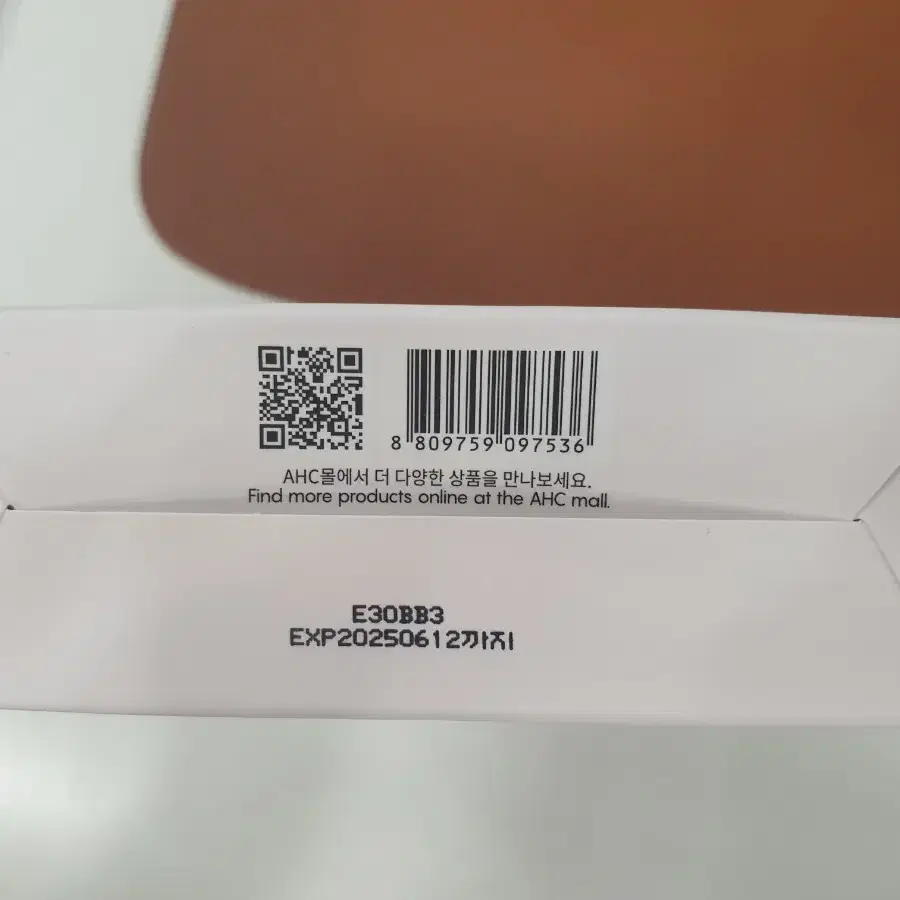 8 809759 097536
AHC몰에서 더 다양한 상품을 만나보세요.
Find more products online at the AHC mall.
E30BB3
EXP20250612까지